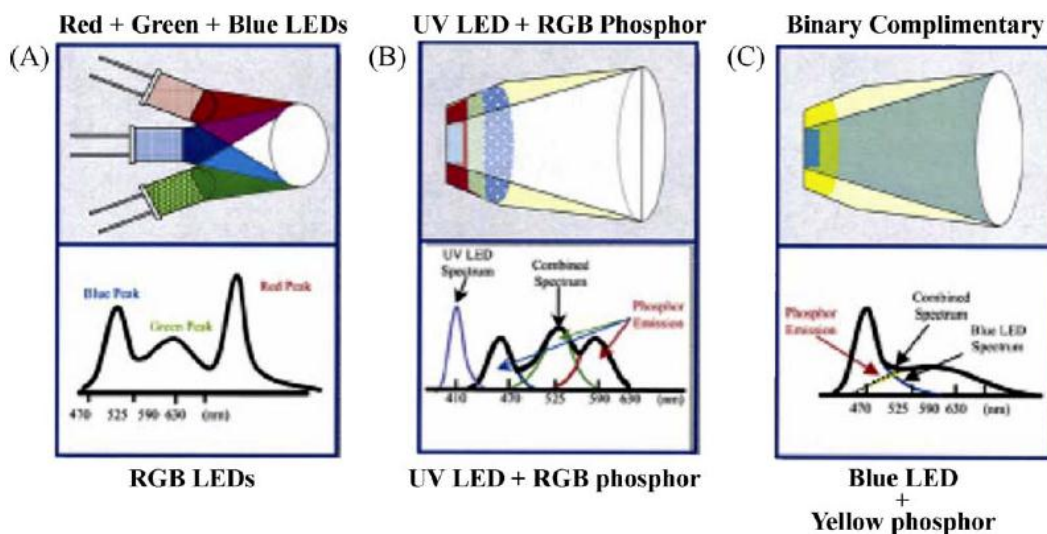 Red + Green + Blue LEDs
UV LED + RGB Phosphor
Binary Complimentary
(A)
(B)
(C)
Blue Peak
Green Peak
Red Peak
470 525 590 630 (nm)
UV LED
Spectrum
Combined
Spectrum
Phosphor
Emission
410 470 525 590 630 (nm)
Phosphor
Emission
Combined
Spectrum
Blue LED
Spectrum
470 525 590 630 (nm)
RGB LEDs
UV LED + RGB phosphor
Blue LED
+
Yellow phosphor